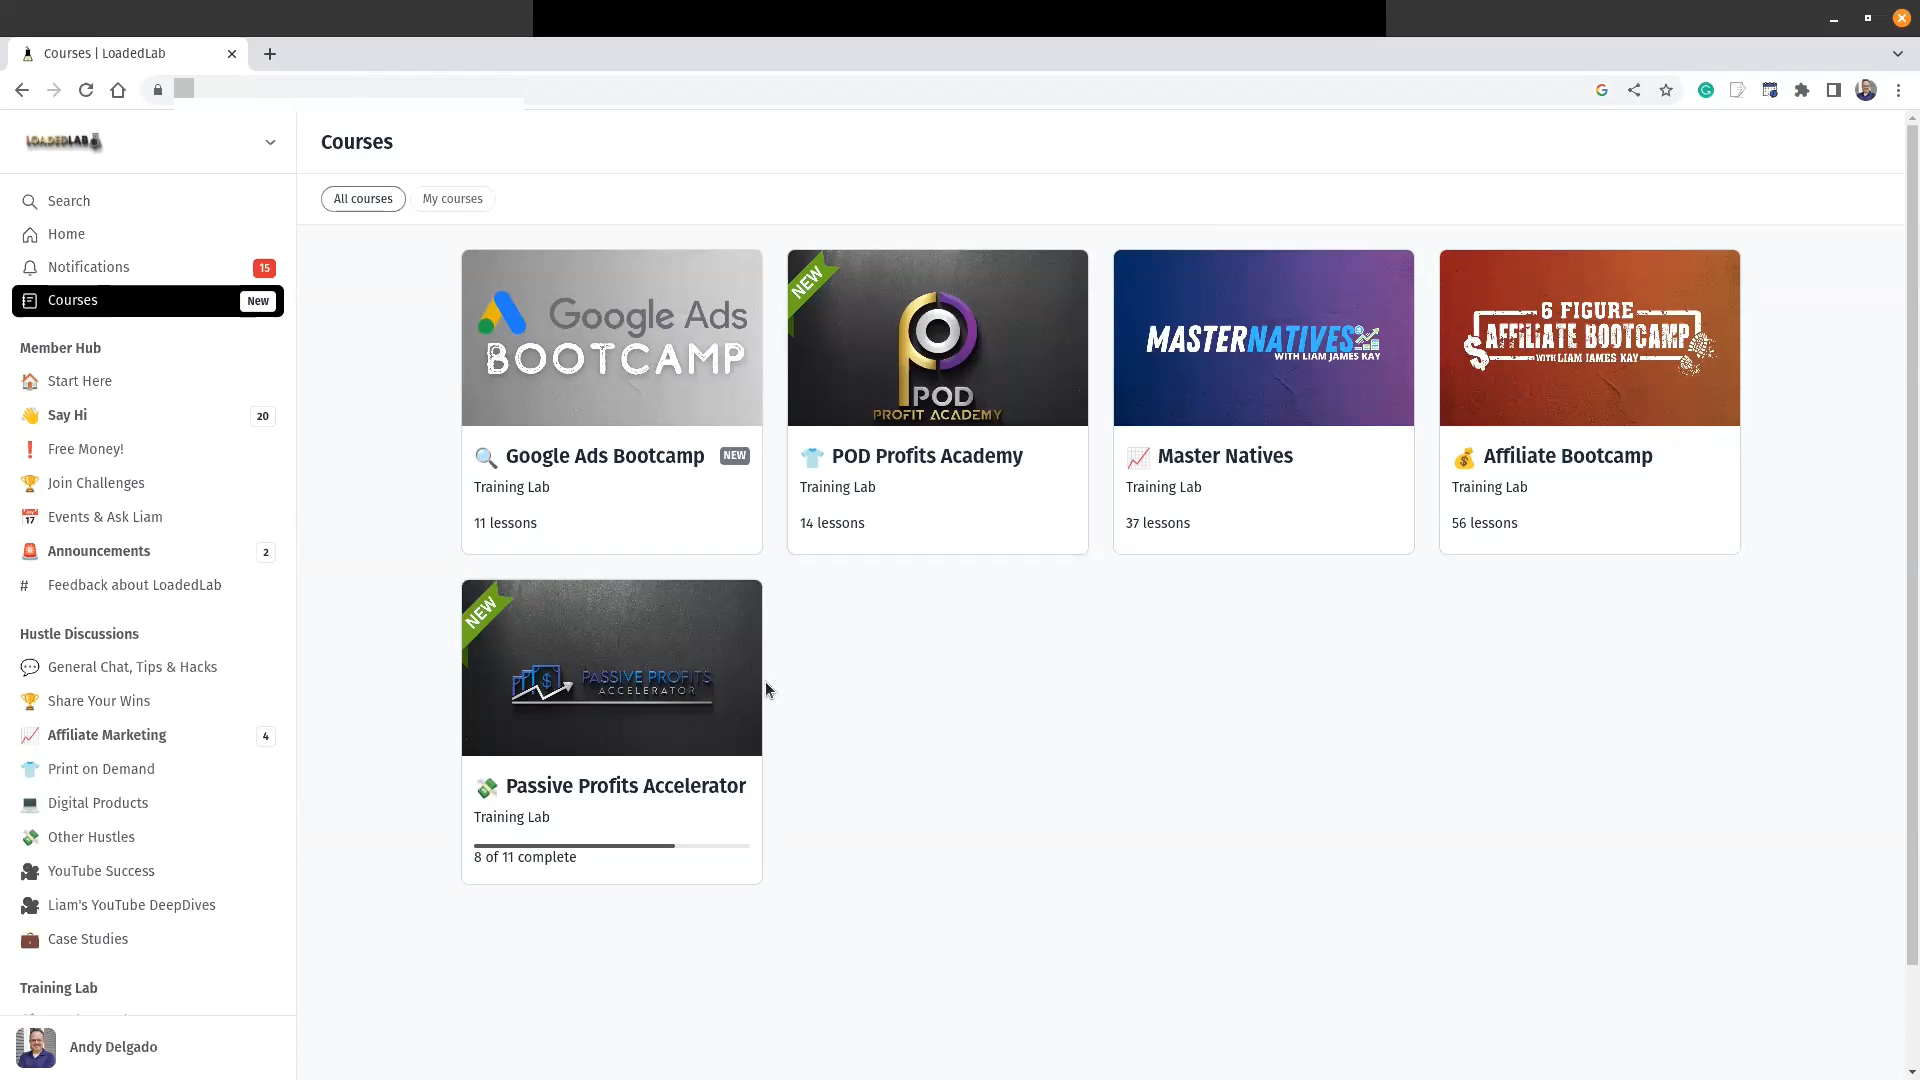 Courses | LoadedLab
LOADEDLAB
Search
Home
Notifications
15
Courses
New
Member Hub
Start Here
Say Hi
20
Free Money!
Join Challenges
Events & Ask Liam
Announcements
2
# Feedback about LoadedLab
Hustle Discussions
General Chat, Tips & Hacks
Share Your Wins
Affiliate Marketing
4
Print on Demand
Digital Products
Other Hustles
YouTube Success
Liam's YouTube DeepDives
Case Studies
Training Lab
Andy Delgado
Courses
All courses
My courses
Google Ads
BOOTCAMP
Google Ads Bootcamp
NEW
Training Lab
11 lessons
NEW
POD
PROFIT ACADEMY
POD Profits Academy
Training Lab
14 lessons
MASTERNATIVES
WITH LIAM JAMES KAY
Master Natives
Training Lab
37 lessons
6 FIGURE
$AFFILIATE BOOTCAMP
WITH LIAM JAMES KAY
Affiliate Bootcamp
Training Lab
56 lessons
NEW
$
PASSIVE PROFITS
ACCELERATOR
Passive Profits Accelerator
Training Lab
8 of 11 complete